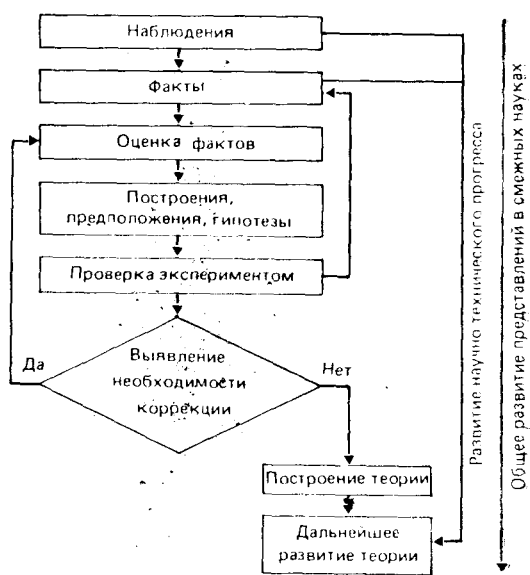 Наблюдения
Факты
Оценка фактов
Построения,
предположения, гипотезы
Проверка экспериментом
Да
Выявление
необходимости
коррекции
Нет
Построение теории
Дальнейшее
развитие теории
Развитие научно технического прогресса
Общее развитие представлений в смежных науках